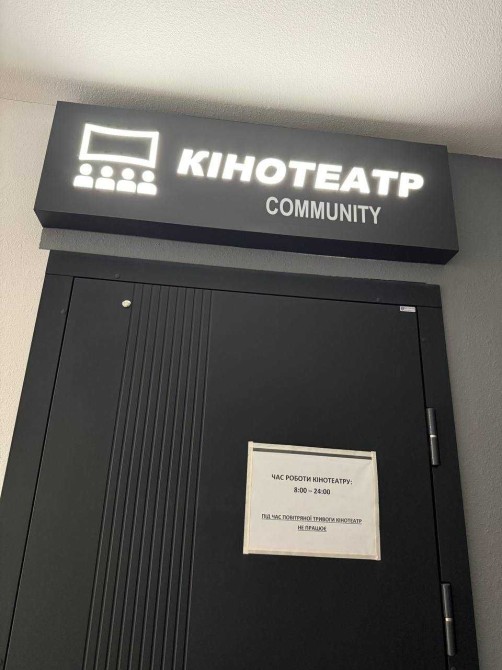 КІНОТЕАТР
COMMUNITY
ЧАС РОБОТИ КІНОТЕАТРУ:
8:00 – 24:00
ПІД ЧАС ПОВІТРЯНОЇ ТРИВОГИ КІНОТЕАТР
НЕ ПРАЦЮЄ